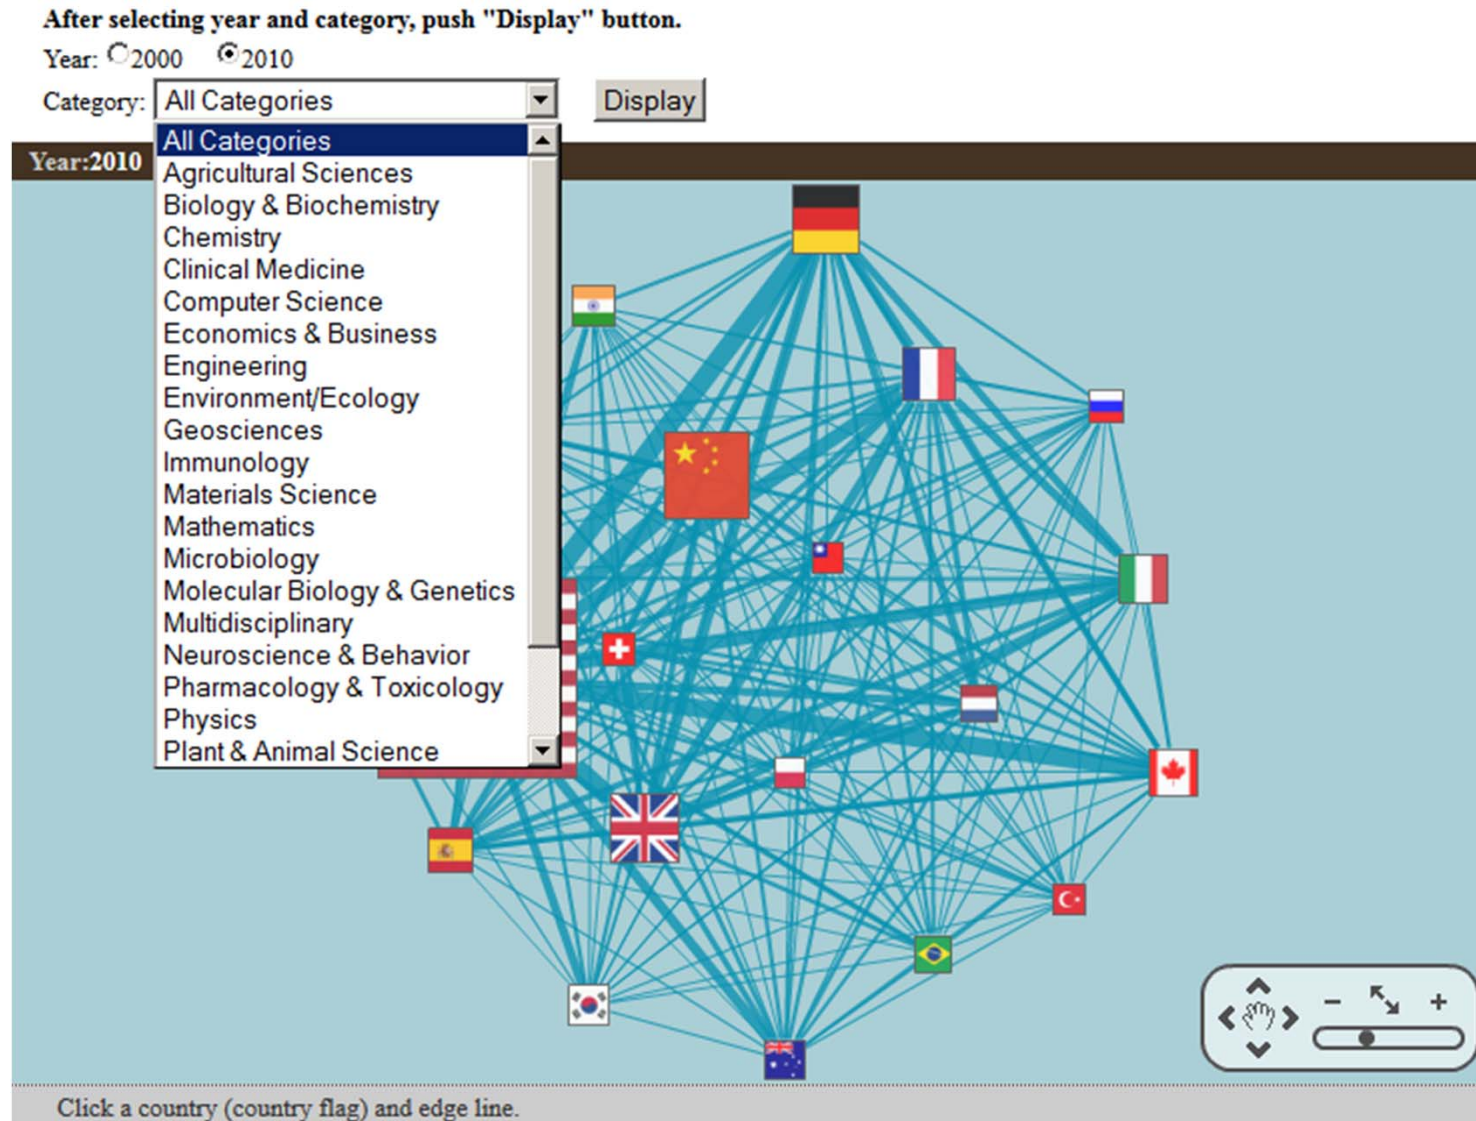 After selecting year and category, push "Display" button.
Year: 2000 2010
Category: All Categories Display
All Categories
Year:2010
Agricultural Sciences
Biology & Biochemistry
Chemistry
Clinical Medicine
Computer Science
Economics & Business
Engineering
Environment/Ecology
Geosciences
Immunology
Materials Science
Mathematics
Microbiology
Molecular Biology & Genetics
Multidisciplinary
Neuroscience & Behavior
Pharmacology & Toxicology
Physics
Plant & Animal Science
Click a country (country flag) and edge line.